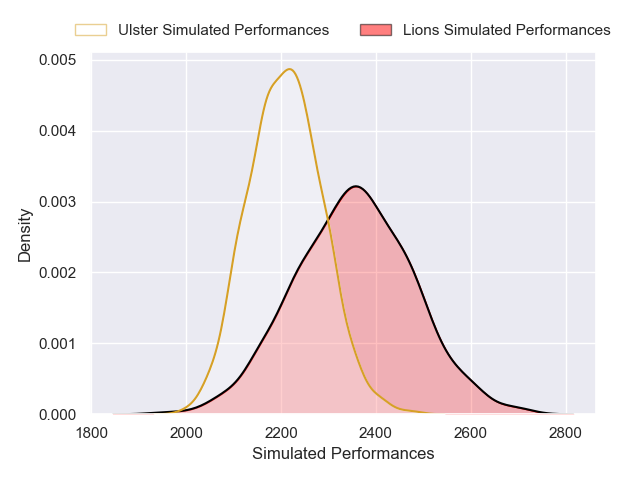 Ulster Simulated Performances Lions Simulated Performances
0.005
0.004
0.003
0.002
0.001
0.000
Density
1800 2000 2200 2400 2600 2800
Simulated Performances